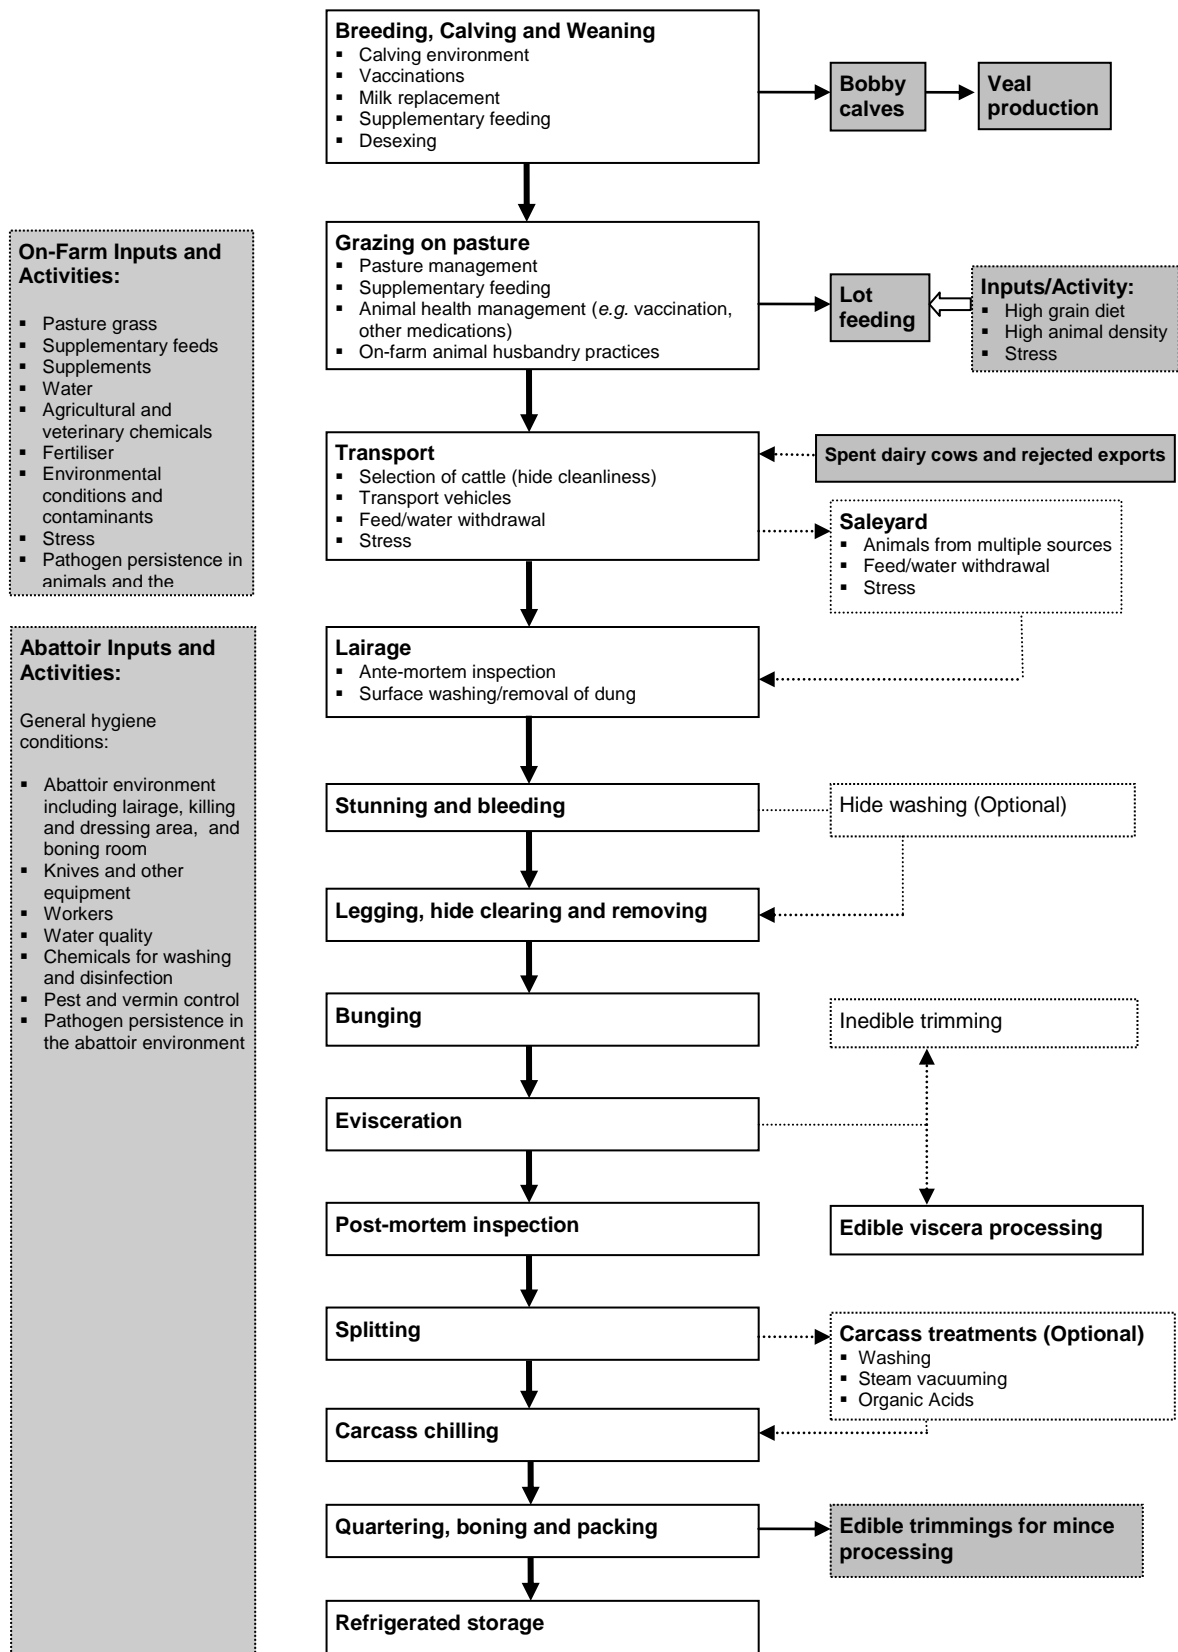 Breeding, Calving and Weaning
▪ Calving environment
▪ Vaccinations
▪ Milk replacement
▪ Supplementary feeding
▪ Desexing
Bobby
calves
Veal
production
On-Farm Inputs and
Activities:
▪ Pasture grass
▪ Supplementary feeds
▪ Supplements
▪ Water
▪ Agricultural and
veterinary chemicals
▪ Fertiliser
▪ Environmental
conditions and
contaminants
▪ Stress
▪ Pathogen persistence in
animals and the
Grazing on pasture
▪ Pasture management
▪ Supplementary feeding
▪ Animal health management (e.g. vaccination,
other medications)
▪ On-farm animal husbandry practices
Lot
feeding
Inputs/Activity:
▪ High grain diet
▪ High animal density
▪ Stress
Transport
▪ Selection of cattle (hide cleanliness)
▪ Transport vehicles
▪ Feed/water withdrawal
▪ Stress
Spent dairy cows and rejected exports
Saleyard
▪ Animals from multiple sources
▪ Feed/water withdrawal
▪ Stress
Abattoir Inputs and
Activities:
General hygiene
conditions:
▪ Abattoir environment
including lairage, killing
and dressing area, and
boning room
▪ Knives and other
equipment
▪ Workers
▪ Water quality
▪ Chemicals for washing
and disinfection
▪ Pest and vermin control
▪ Pathogen persistence in
the abattoir environment
Lairage
▪ Ante-mortem inspection
▪ Surface washing/removal of dung
Stunning and bleeding
Hide washing (Optional)
Legging, hide clearing and removing
Bunging
Inedible trimming
Evisceration
Post-mortem inspection
Edible viscera processing
Splitting
Carcass treatments (Optional)
▪ Washing
▪ Steam vacuuming
▪ Organic Acids
Carcass chilling
Quartering, boning and packing
Edible trimmings for mince
processing
Refrigerated storage